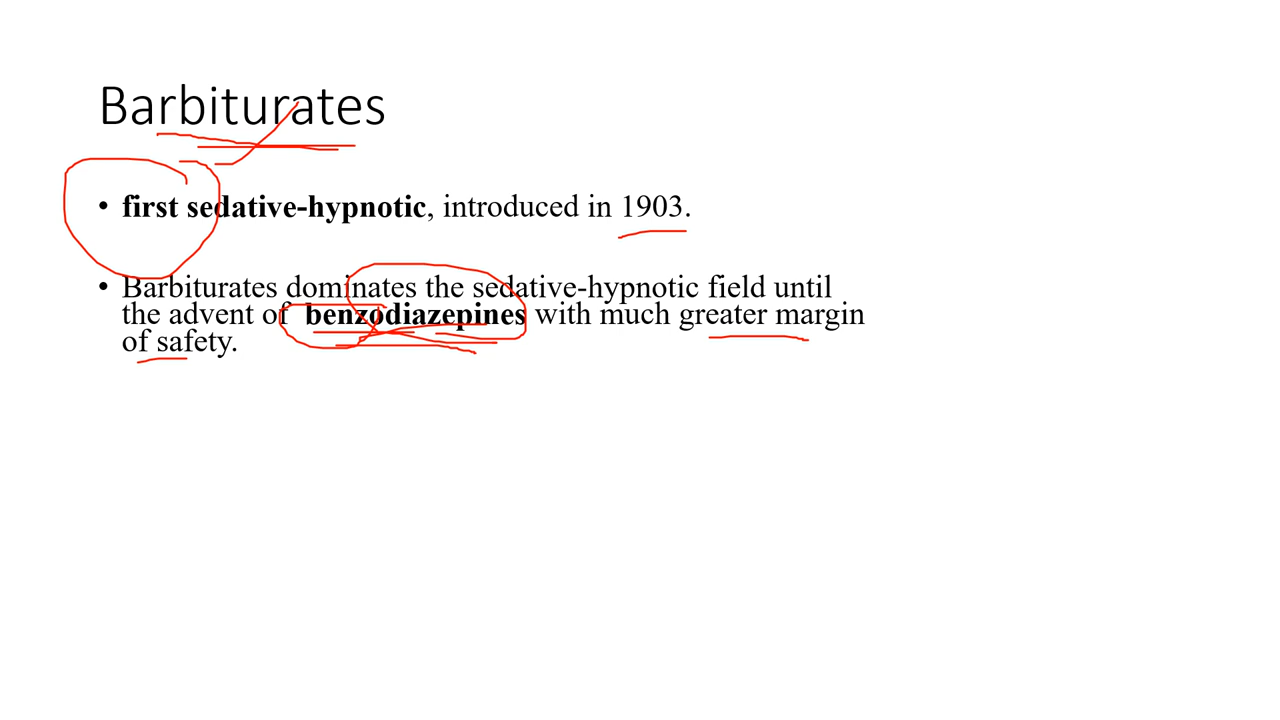 Barbiturates
• first sedative-hypnotic, introduced in 1903.
• Barbiturates dominates the sedative-hypnotic field until
the advent of benzodiazepines with much greater margin
of safety.